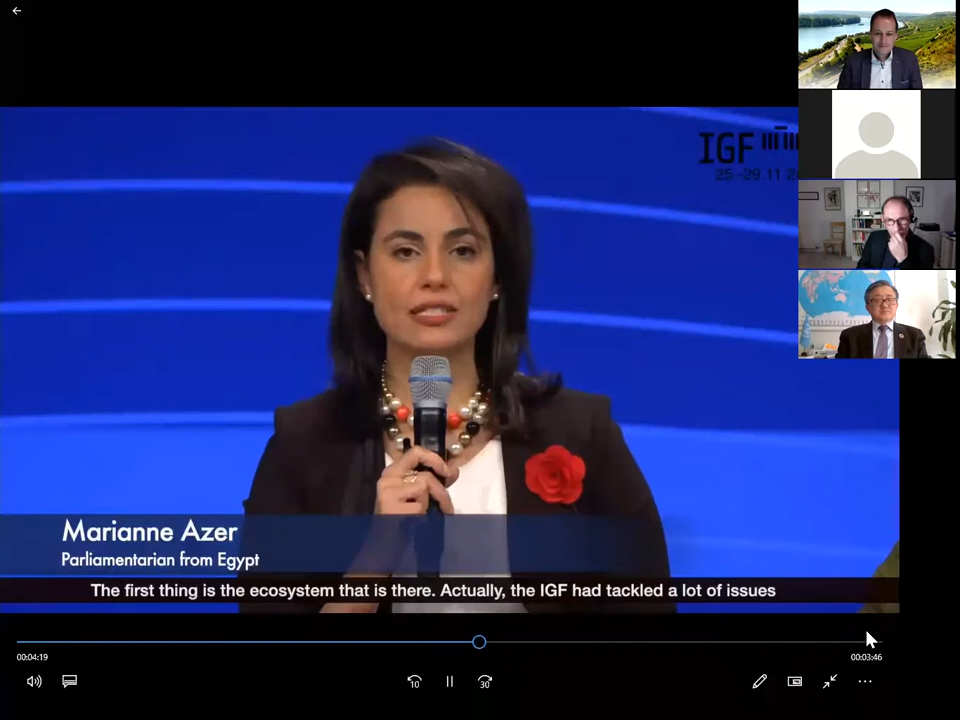 IGF
25-29.11
Marianne Azer
Parliamentarian from Egypt
The first thing is the ecosystem that is there. Actually, the IGF had tackled a lot of issues
00:04:19
00:03:46
10
30